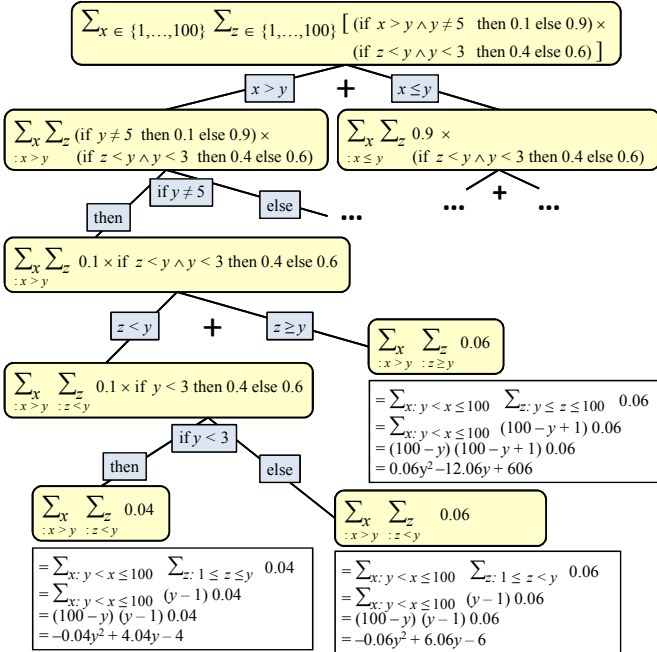 ∑x ∈ {1,…,100} ∑z ∈ {1,…,100} [ (if x > y ∧ y ≠ 5 then 0.1 else 0.9) ×
(if z < y ∧ y < 3 then 0.4 else 0.6) ]
x > y
+
x ≤ y
∑x ∑z (if y ≠ 5 then 0.1 else 0.9) ×
: x > y
(if z < y ∧ y < 3 then 0.4 else 0.6)
∑x ∑z 0.9 ×
: x ≤ y
(if z < y ∧ y < 3 then 0.4 else 0.6)
if y ≠ 5
then
else
...
...
+
...
∑x ∑z 0.1 × if z < y ∧ y < 3 then 0.4 else 0.6
: x > y
z < y
+
z ≥ y
∑x ∑z 0.06
: x > y : z ≥ y
∑x ∑z 0.1 × if y < 3 then 0.4 else 0.6
: x > y : z < y
= ∑x: y < x ≤ 100 ∑z: y ≤ z ≤ 100 0.06
= ∑x: y < x ≤ 100 (100 – y + 1) 0.06
= (100 – y) (100 – y + 1) 0.06
= 0.06y² –12.06y + 606
if y < 3
then
else
∑x ∑z 0.04
: x > y : z < y
∑x ∑z 0.06
: x > y : z < y
= ∑x: y < x ≤ 100 ∑z: 1 ≤ z ≤ y 0.04
= ∑x: y < x ≤ 100 (y – 1) 0.04
= (100 – y) (y – 1) 0.04
= –0.04y² + 4.04y – 4
= ∑x: y < x ≤ 100 ∑z: 1 ≤ z < y 0.06
= ∑x: y < x ≤ 100 (y – 1) 0.06
= (100 – y) (y – 1) 0.06
= –0.06y² + 6.06y – 6